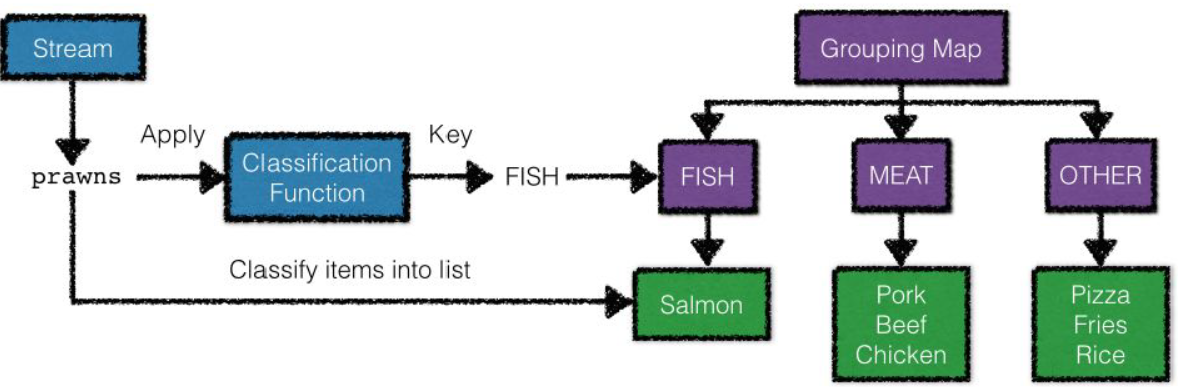 Stream
Grouping Map
Apply
Key
prawns
Classification
Function
FISH
FISH
MEAT
OTHER
Classify items into list
Salmon
Pork
Beef
Chicken
Pizza
Fries
Rice